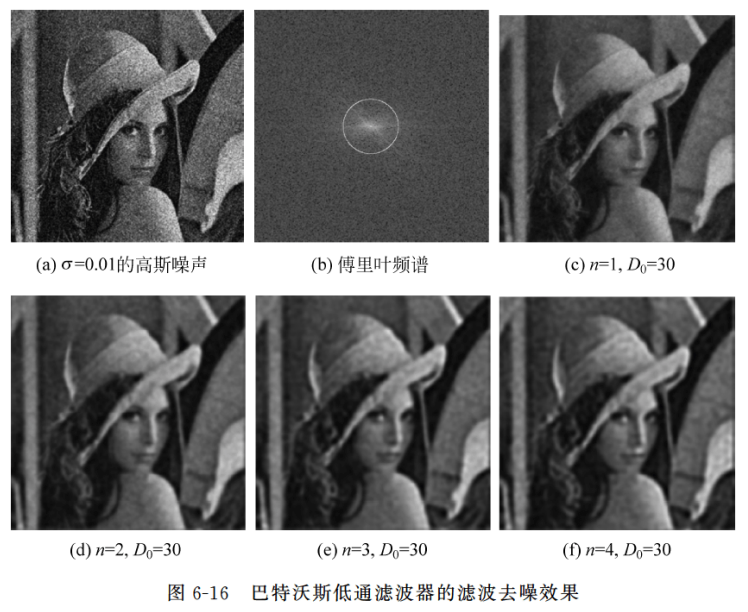 (a) σ=0.01的高斯噪声
(b) 傅里叶频谱
(c) n=1, D₀=30
(d) n=2, D₀=30
(e) n=3, D₀=30
(f) n=4, D₀=30
图 6-16 巴特沃斯低通滤波器的滤波去噪效果